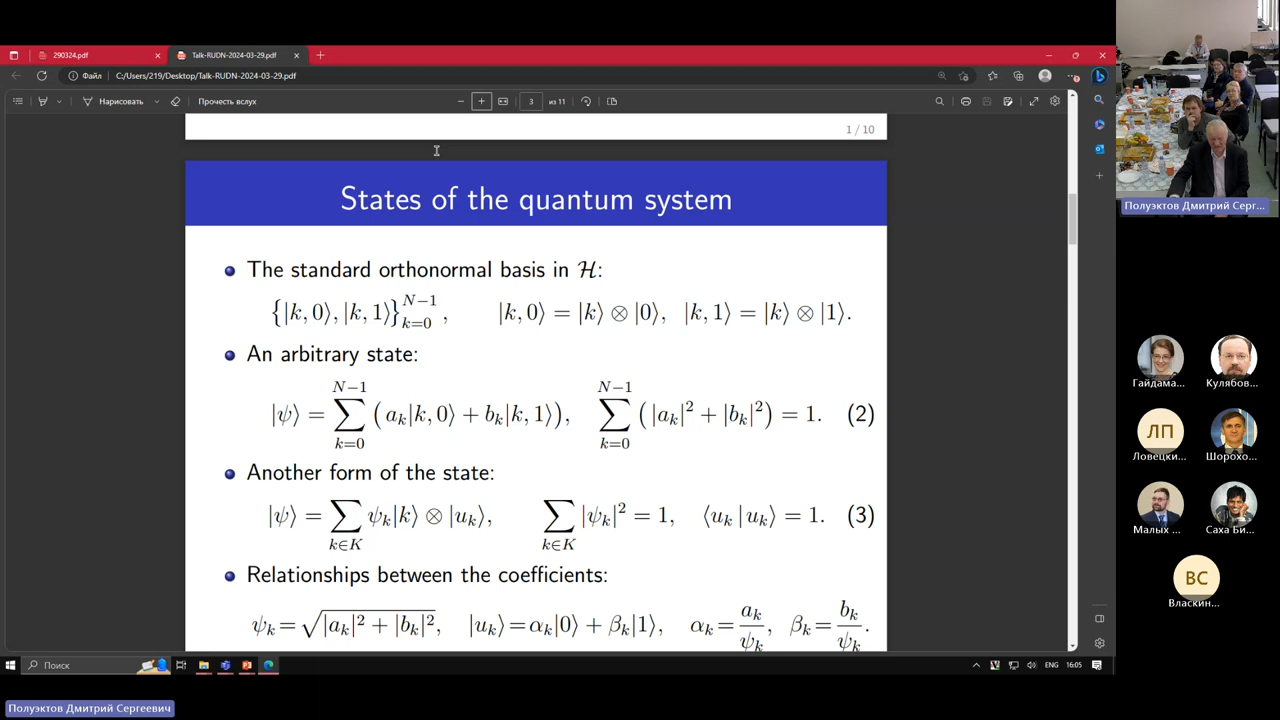 290324.pdf
Talk-RUDN-2024-03-29.pdf
Файл C:/Users/219/Desktop/Talk-RUDN-2024-03-29.pdf
Нарисовать Прочесть вслух 3 из 11
1 / 10
States of the quantum system
The standard orthonormal basis in ℋ:
{|k, 0⟩, |k, 1⟩}_{k=0}^{N−1}, |k, 0⟩ = |k⟩ ⊗ |0⟩, |k, 1⟩ = |k⟩ ⊗ |1⟩.
An arbitrary state:
|ψ⟩ = ∑_{k=0}^{N−1} (a_k|k, 0⟩ + b_k|k, 1⟩), ∑_{k=0}^{N−1} (|a_k|² + |b_k|²) = 1. (2)
Another form of the state:
|ψ⟩ = ∑_{k∈K} ψ_k|k⟩ ⊗ |u_k⟩, ∑_{k∈K} |ψ_k|² = 1, ⟨u_k|u_k⟩ = 1. (3)
Relationships between the coefficients:
ψ_k = √(|a_k|² + |b_k|²), |u_k⟩ = α_k|0⟩ + β_k|1⟩, α_k = a_k/ψ_k, β_k = b_k/ψ_k.
Поиск
ENG 16:05
Полуэктов Дмитрий Сергеевич
Полуэктов Дмитрий Серг...
Гайдама... Кулябов...
ЛП
Ловецки... Шорохо...
Малых ... Саха Би...
ВС
Власкин...